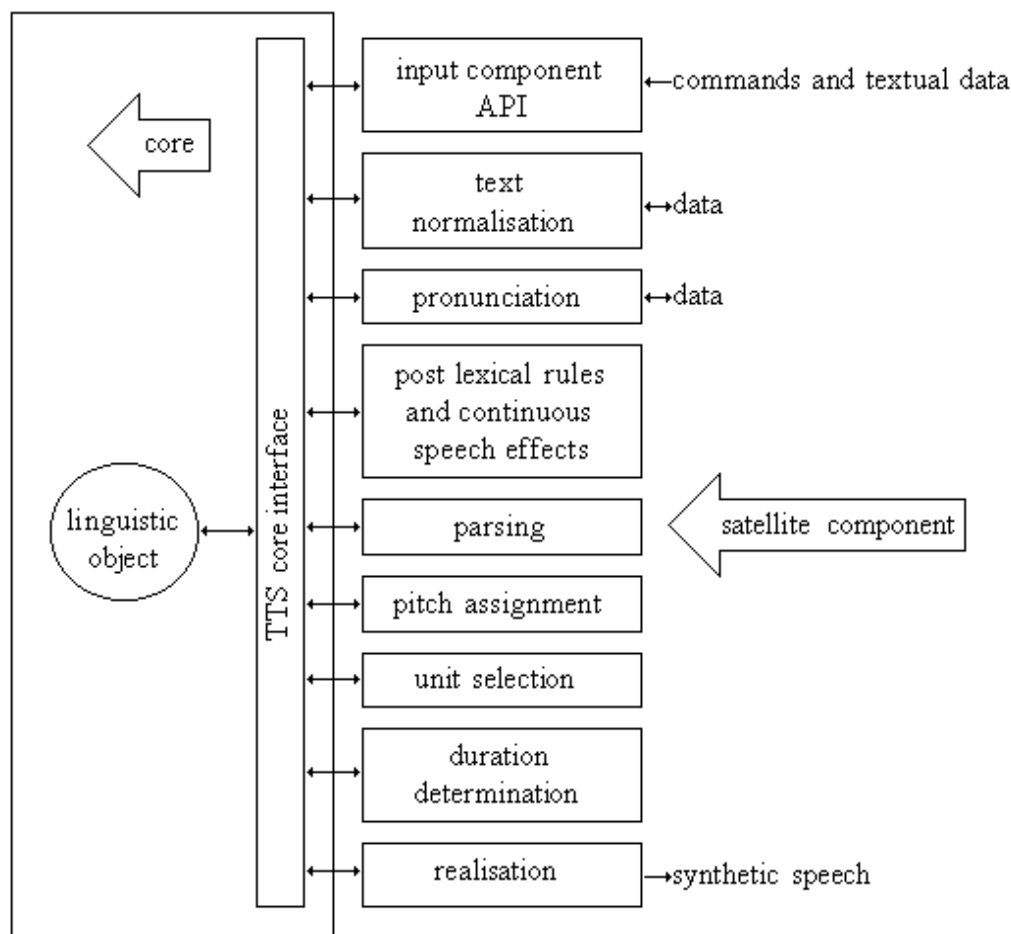 input component
API
commands and textual data
core
text
normalisation
data
pronunciation
data
post lexical rules
and continuous
speech effects
TTS core interface
linguistic
object
parsing
satellite component
pitch assignment
unit selection
duration
determination
realisation
synthetic speech